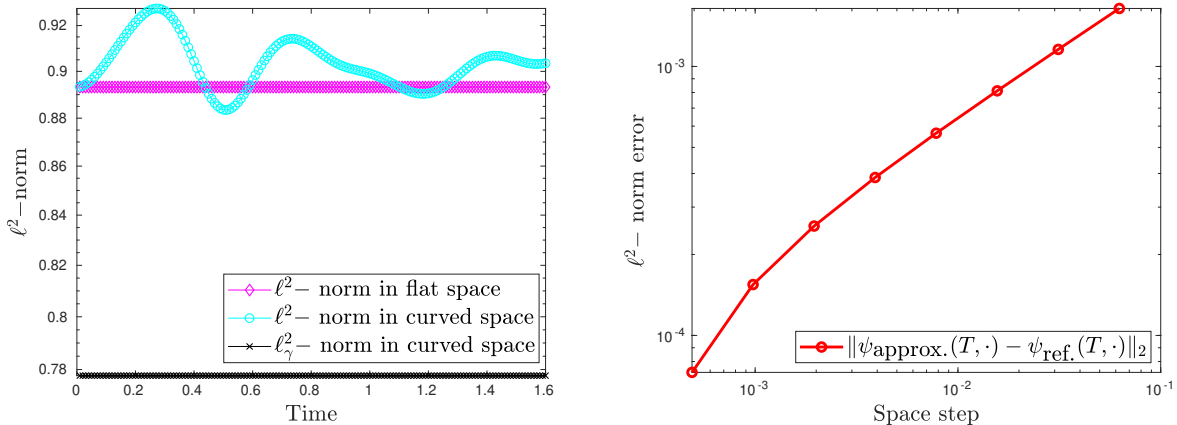 0.92
0.9
0.88
0.86
0.84
0.82
0.8
0.78
ℓ²−norm
0 0.2 0.4 0.6 0.8 1 1.2 1.4 1.6
Time
ℓ²− norm in flat space
ℓ²− norm in curved space
ℓ²_γ− norm in curved space
10⁻³
10⁻⁴
ℓ²− norm error
10⁻³ 10⁻² 10⁻¹
Space step
‖ψ_approx.(T, ·) − ψ_ref.(T, ·)‖₂